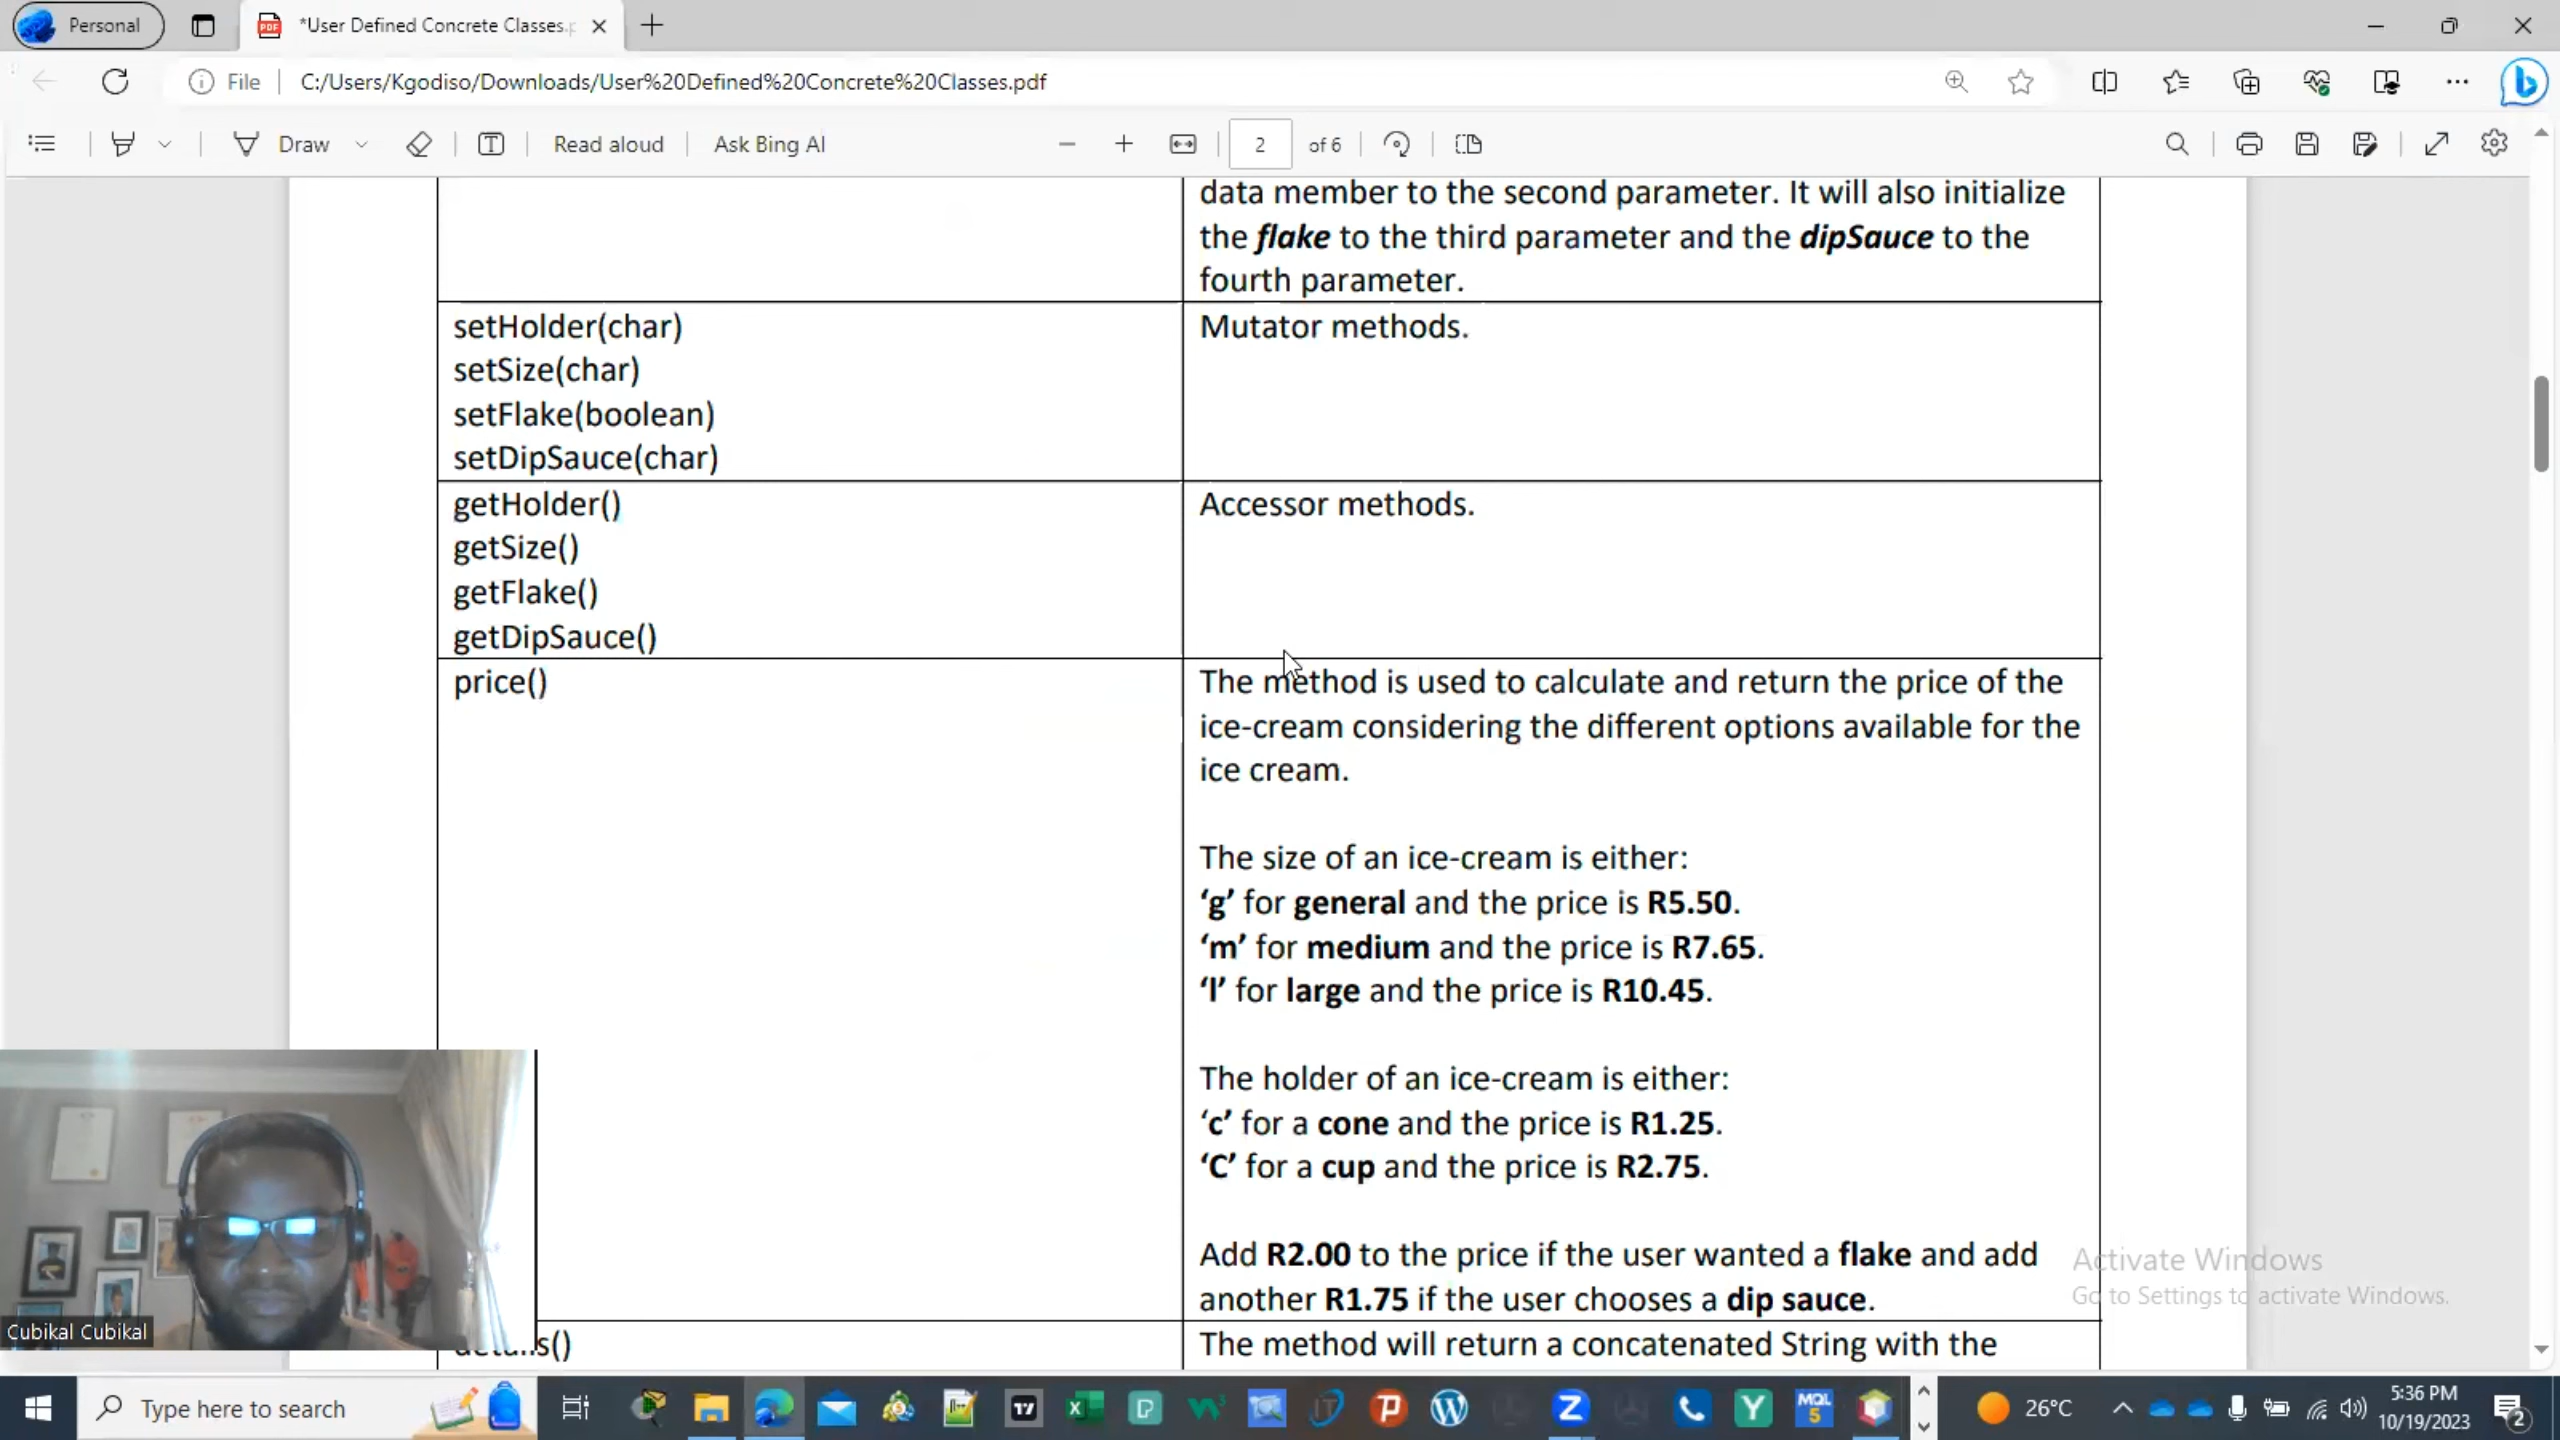 Personal
*User Defined Concrete Classes.p
File
C:/Users/Kgodiso/Downloads/User%20Defined%20Concrete%20Classes.pdf
Draw
Read aloud
Ask Bing AI
2
of 6
data member to the second parameter. It will also initialize
the flake to the third parameter and the dipSauce to the
fourth parameter.
setHolder(char)
setSize(char)
setFlake(boolean)
setDipSauce(char)
Mutator methods.
getHolder()
getSize()
getFlake()
getDipSauce()
Accessor methods.
price()
The method is used to calculate and return the price of the
ice-cream considering the different options available for the
ice cream.
The size of an ice-cream is either:
‘g’ for general and the price is R5.50.
‘m’ for medium and the price is R7.65.
‘l’ for large and the price is R10.45.
The holder of an ice-cream is either:
‘c’ for a cone and the price is R1.25.
‘C’ for a cup and the price is R2.75.
Add R2.00 to the price if the user wanted a flake and add
another R1.75 if the user chooses a dip sauce.
The method will return a concatenated String with the
Activate Windows
Go to Settings to activate Windows.
Cubikal Cubikal
Type here to search
26°C
5:36 PM
10/19/2023
2